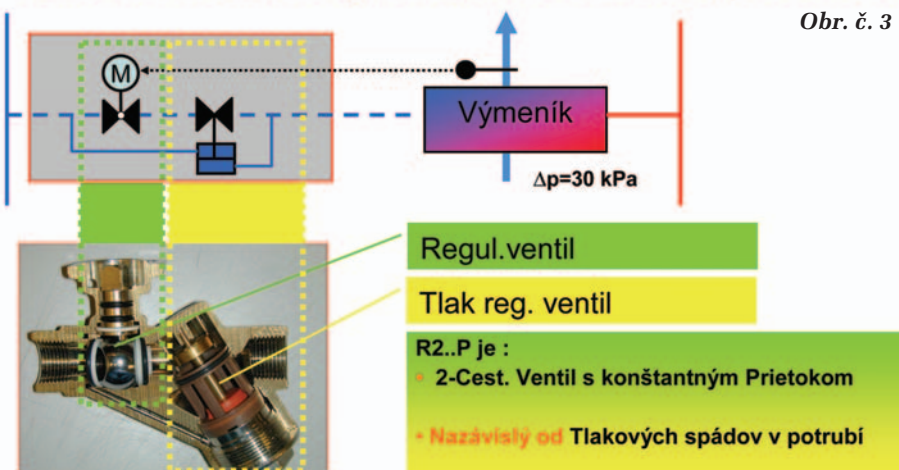 Obr. č. 3
M
Výmeník
Δp=30 kPa
Regul.ventil
Tlak reg. ventil
R2..P je :
• 2-Cest. Ventil s konštantným Prietokom
• Nazávislý od Tlakových spádov v potrubí